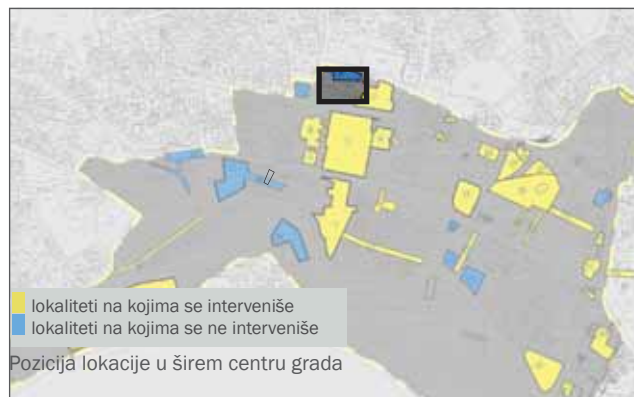 lokaliteti na kojima se interveniše
lokaliteti na kojima se ne interveniše
Pozicija lokacije u širem centru grada